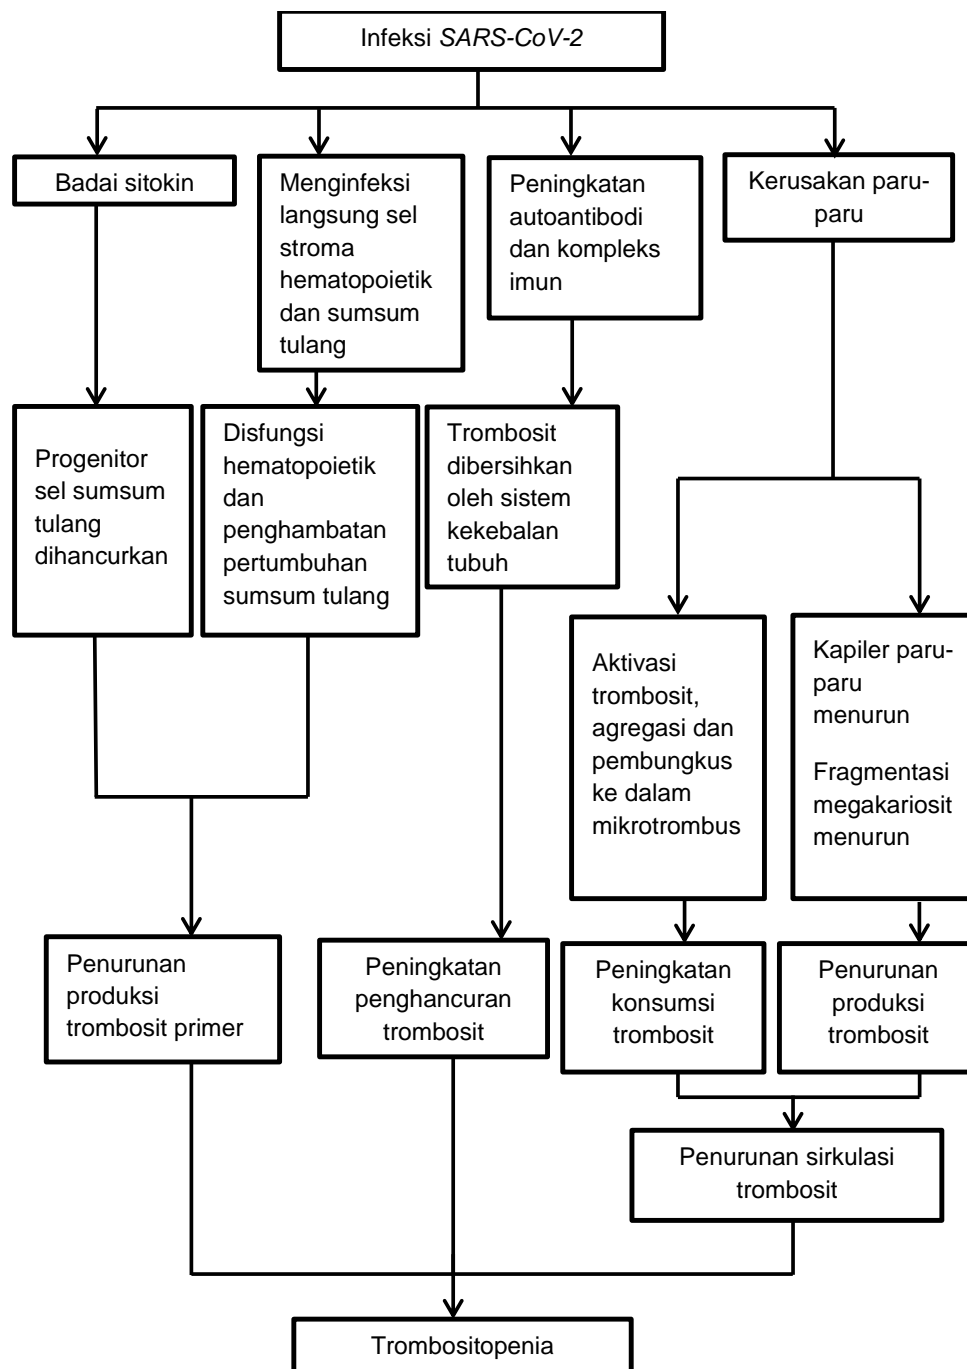 Infeksi SARS-CoV-2
Badai sitokin
Menginfeksi
langsung sel
stroma
hematopoietik
dan sumsum
tulang
Peningkatan
autoantibodi
dan kompleks
imun
Kerusakan paru-
paru
Progenitor
sel sumsum
tulang
dihancurkan
Disfungsi
hematopoietik
dan
penghambatan
pertumbuhan
sumsum tulang
Trombosit
dibersihkan
oleh sistem
kekebalan
tubuh
Aktivasi
trombosit,
agregasi dan
pembungkus
ke dalam
mikrotrombus
Kapiler paru-
paru
menurun
Fragmentasi
megakariosit
menurun
Penurunan
produksi
trombosit primer
Peningkatan
penghancuran
trombosit
Peningkatan
konsumsi
trombosit
Penurunan
produksi
trombosit
Penurunan sirkulasi
trombosit
Trombositopenia